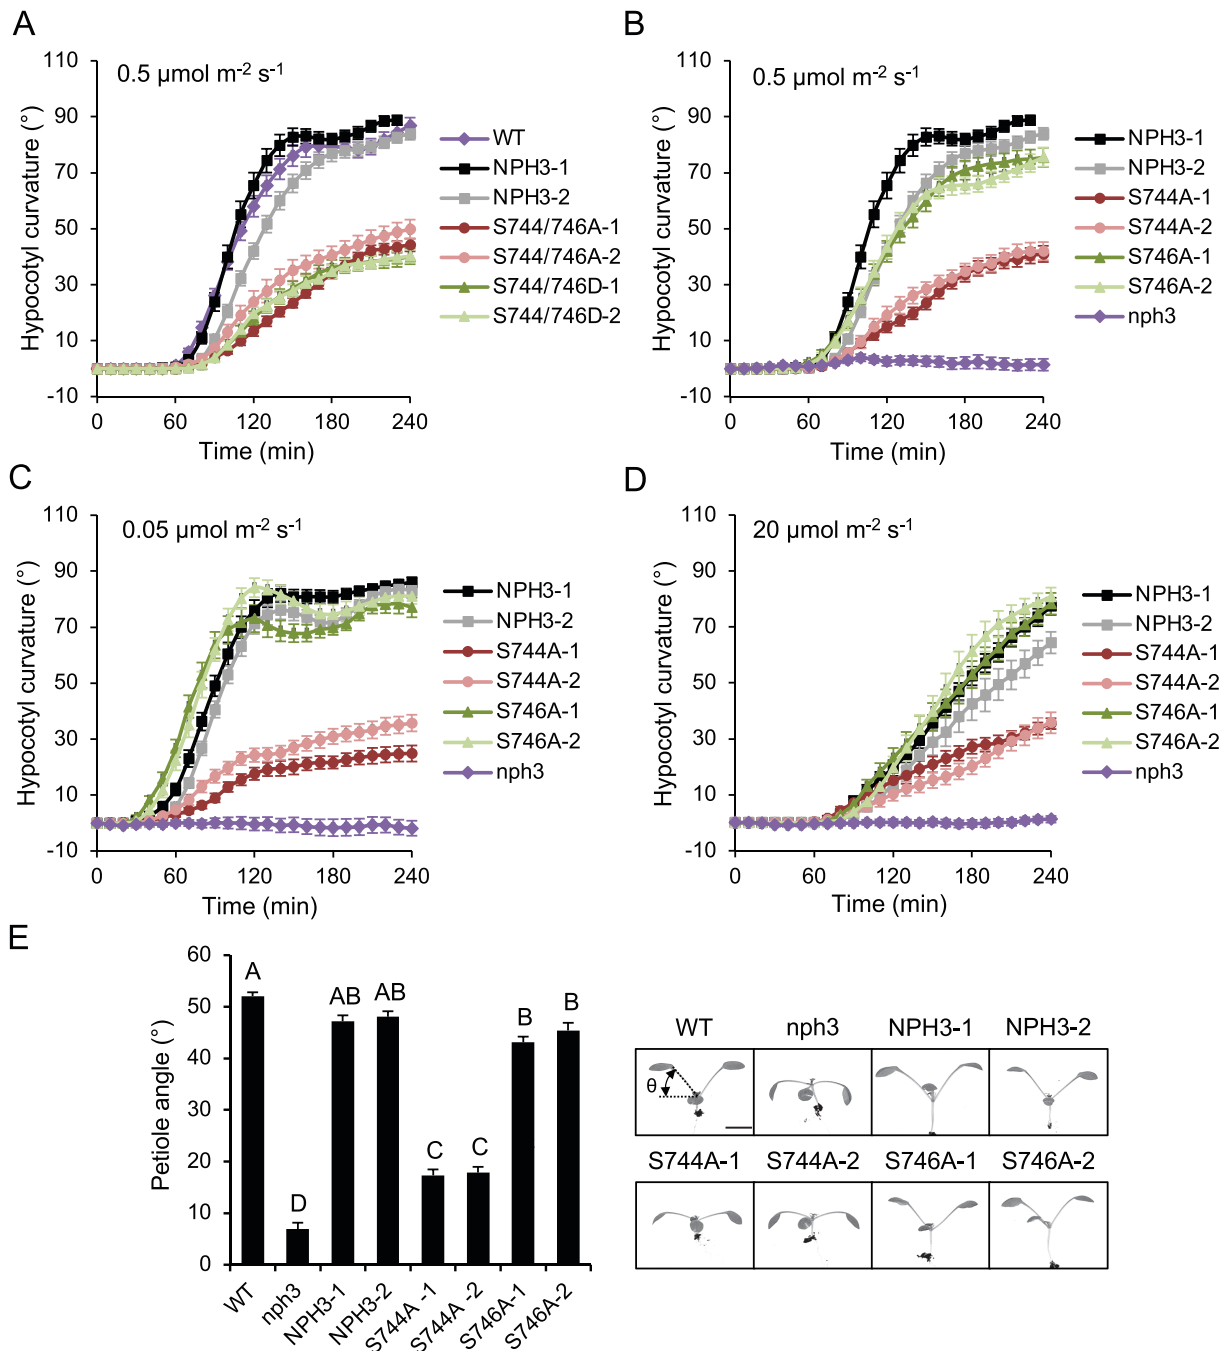 A
0.5 µmol m-2 s-1
Hypocotyl curvature (°)
110
90
70
50
30
10
-10
0
60
120
180
240
Time (min)
WT
NPH3-1
NPH3-2
S744/746A-1
S744/746A-2
S744/746D-1
S744/746D-2
B
0.5 µmol m-2 s-1
Hypocotyl curvature (°)
110
90
70
50
30
10
-10
0
60
120
180
240
Time (min)
NPH3-1
NPH3-2
S744A-1
S744A-2
S746A-1
S746A-2
nph3
C
0.05 µmol m-2 s-1
Hypocotyl curvature (°)
110
90
70
50
30
10
-10
0
60
120
180
240
Time (min)
NPH3-1
NPH3-2
S744A-1
S744A-2
S746A-1
S746A-2
nph3
D
20 µmol m-2 s-1
Hypocotyl curvature (°)
110
90
70
50
30
10
-10
0
60
120
180
240
Time (min)
NPH3-1
NPH3-2
S744A-1
S744A-2
S746A-1
S746A-2
nph3
E
Petiole angle (°)
60
50
40
30
20
10
0
A
D
AB
AB
C
C
B
B
WT
nph3
NPH3-1
NPH3-2
S744A -1
S744A -2
S746A-1
S746A-2
WT
nph3
NPH3-1
NPH3-2
θ
S744A-1
S744A-2
S746A-1
S746A-2